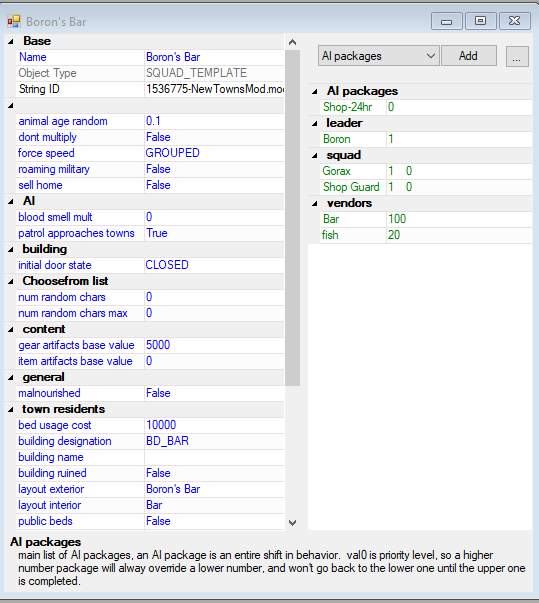 Boron's Bar
Base
Name Boron's Bar
Object Type SQUAD_TEMPLATE
String ID 1536775-NewTownsMod.mo
animal age random 0.1
dont multiply False
force speed GROUPED
roaming military False
sell home False
AI
blood smell mult 0
patrol approaches towns True
building
initial door state CLOSED
Choosefrom list
num random chars 0
num random chars max 0
content
gear artifacts base value 5000
item artifacts base value 0
general
malnourished False
town residents
bed usage cost 10000
building designation BD_BAR
building name
building ruined False
layout exterior Boron's Bar
layout interior Bar
public beds False
AI packages Add ...
AI packages
Shop-24hr 0
leader
Boron 1
squad
Gorax 1 0
Shop Guard 1 0
vendors
Bar 100
fish 20
AI packages
main list of AI packages, an AI package is an entire shift in behavior. val0 is priority level, so a higher
number package will alway override a lower number, and won't go back to the lower one until the upper one
is completed.